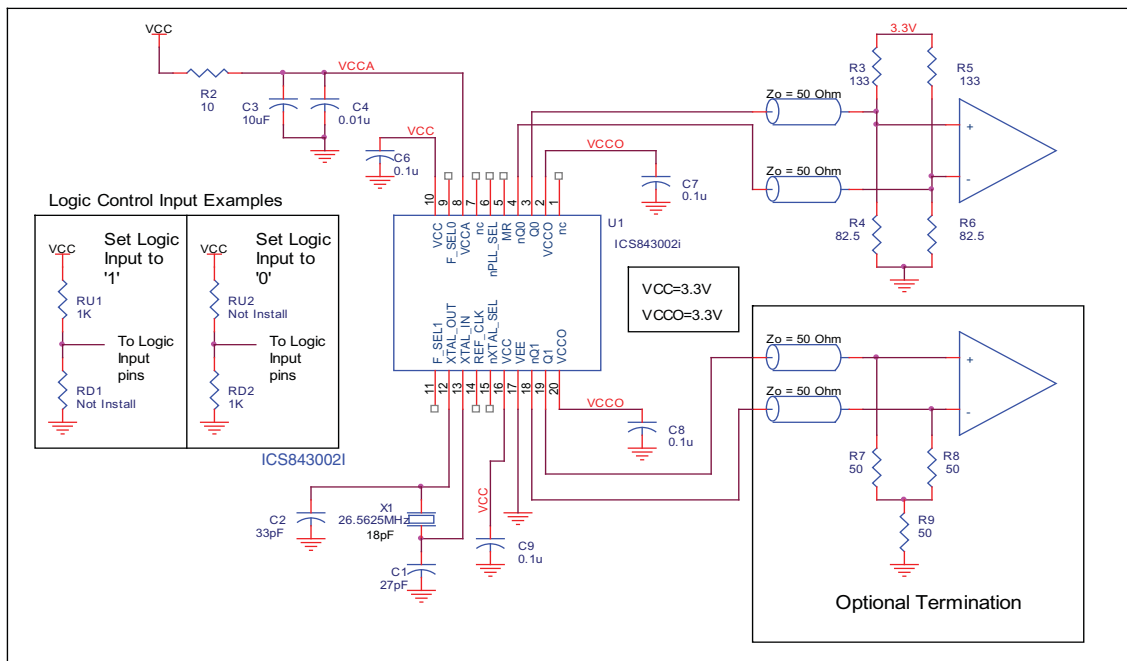 VCC
R2
10
VCCA
C3
10uF
C4
0.01u
VCC
C6
0.1u
VCCO
C7
0.1u
3.3V
R3
133
R5
133
Zo = 50 Ohm
Zo = 50 Ohm
+
-
R4
82.5
R6
82.5
10
9
8
7
6
5
4
3
2
1
VCC
F_SEL0
VCCA
nc
nPLL_SEL
MR
nQ0
Q0
VCCO
nc
U1
ICS843002i
F_SEL1
XTAL_OUT
XTAL_IN
REF_CLK
nXTAL_SEL
VCC
VEE
nQ1
Q1
VCCO
11
12
13
14
15
16
17
18
19
20
Logic Control Input Examples
Set Logic
Input to
'1'
VCC
RU1
1K
To Logic
Input
pins
RD1
Not Install
Set Logic
Input to
'0'
VCC
RU2
Not Install
To Logic
Input
pins
RD2
1K
ICS843002I
VCC=3.3V
VCCO=3.3V
VCCO
C8
0.1u
C2
33pF
X1
26.5625MHz
18pF
C1
27pF
VCC
C9
0.1u
Zo = 50 Ohm
Zo = 50 Ohm
+
-
R7
50
R8
50
R9
50
Optional Termination